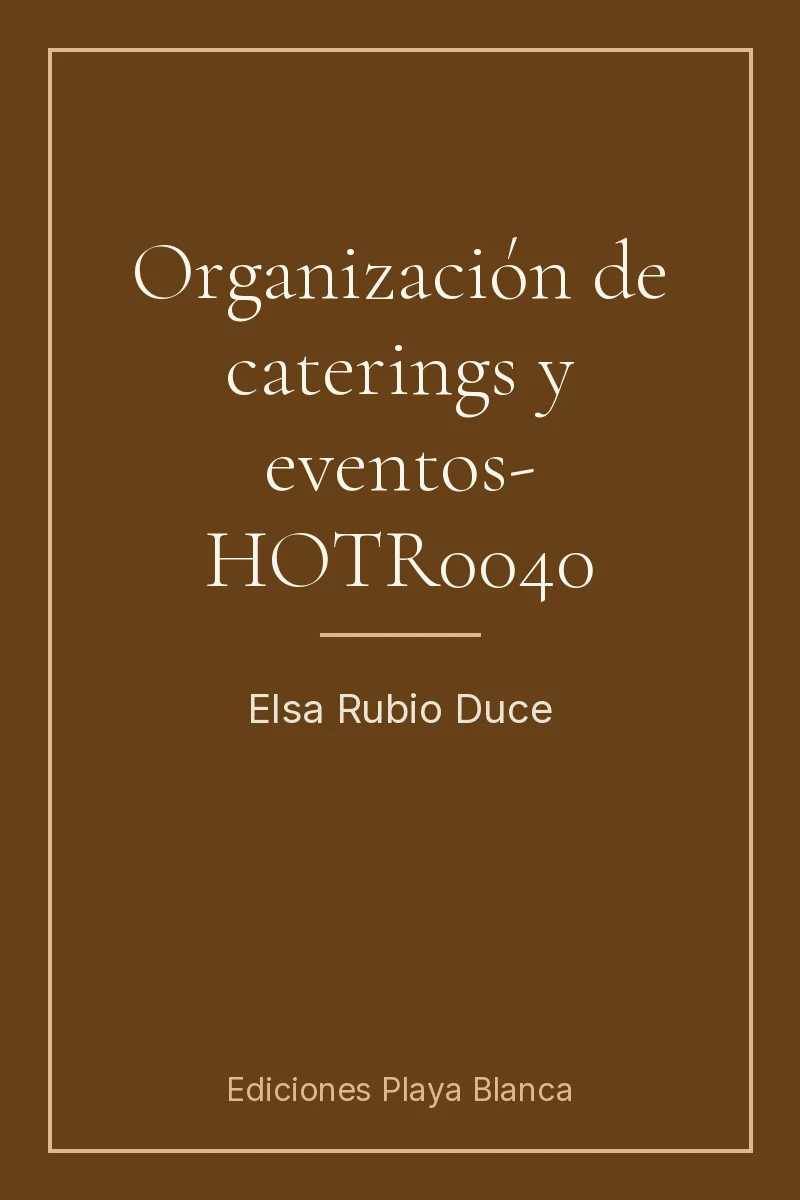 Organización de
caterings y
eventos-
HOTR0040
Elsa Rubio Duce
Ediciones Playa Blanca